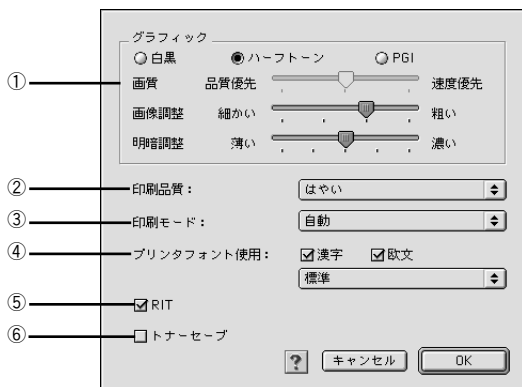 グラフィック
白黒 ハーフトーン PGI
① 画質 品質優先 速度優先
画像調整 細かい 粗い
明暗調整 薄い 濃い
② 印刷品質： はやい
③ 印刷モード： 自動
④ プリンタフォント使用： 漢字 欧文
標準
⑤ RIT
⑥ トナーセーブ
? キャンセル OK